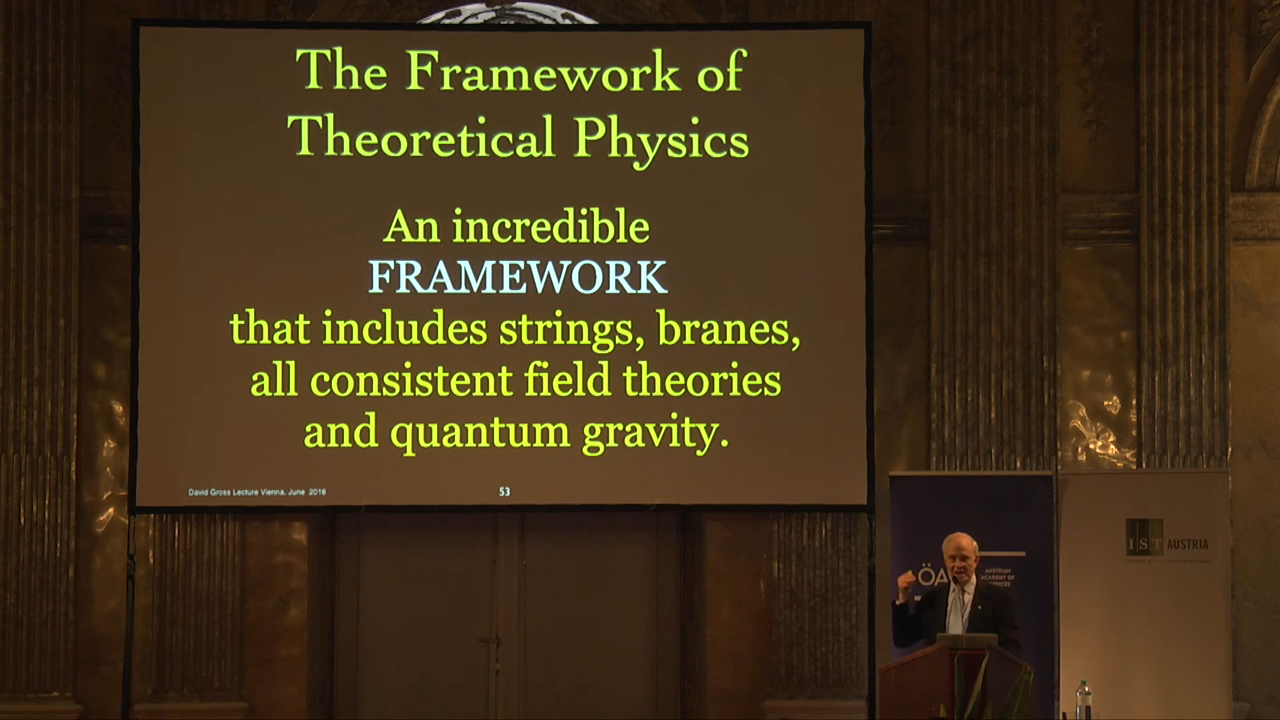 The Framework of
Theoretical Physics
An incredible
FRAMEWORK
that includes strings, branes,
all consistent field theories
and quantum gravity.
David Gross Lecture Vienna, June 2016
53
ÖA
AUSTRIAN
ACADEMY OF
IST AUSTRIA